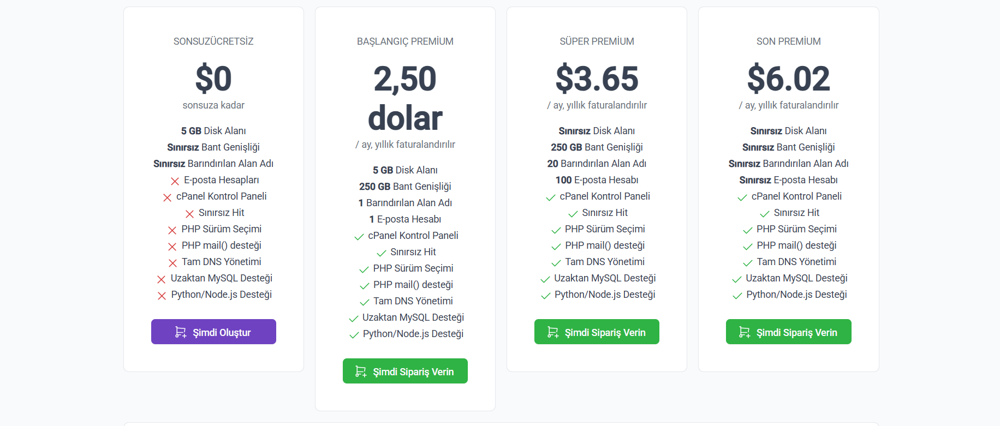 SONSUZÜCRETSİZ
$0
sonsuza kadar
5 GB Disk Alanı
Sınırsız Bant Genişliği
Sınırsız Barındırılan Alan Adı
E-posta Hesapları
cPanel Kontrol Paneli
Sınırsız Hit
PHP Sürüm Seçimi
PHP mail() desteği
Tam DNS Yönetimi
Uzaktan MySQL Desteği
Python/Node.js Desteği
Şimdi Oluştur
BAŞLANGIÇ PREMİUM
2,50
dolar
/ ay, yıllık faturalandırılır
5 GB Disk Alanı
250 GB Bant Genişliği
1 Barındırılan Alan Adı
1 E-posta Hesabı
cPanel Kontrol Paneli
Sınırsız Hit
PHP Sürüm Seçimi
PHP mail() desteği
Tam DNS Yönetimi
Uzaktan MySQL Desteği
Python/Node.js Desteği
Şimdi Sipariş Verin
SÜPER PREMİUM
$3.65
/ ay, yıllık faturalandırılır
Sınırsız Disk Alanı
250 GB Bant Genişliği
20 Barındırılan Alan Adı
100 E-posta Hesabı
cPanel Kontrol Paneli
Sınırsız Hit
PHP Sürüm Seçimi
PHP mail() desteği
Tam DNS Yönetimi
Uzaktan MySQL Desteği
Python/Node.js Desteği
Şimdi Sipariş Verin
SON PREMİUM
$6.02
/ ay, yıllık faturalandırılır
Sınırsız Disk Alanı
Sınırsız Bant Genişliği
Sınırsız Barındırılan Alan Adı
Sınırsız E-posta Hesabı
cPanel Kontrol Paneli
Sınırsız Hit
PHP Sürüm Seçimi
PHP mail() desteği
Tam DNS Yönetimi
Uzaktan MySQL Desteği
Python/Node.js Desteği
Şimdi Sipariş Verin